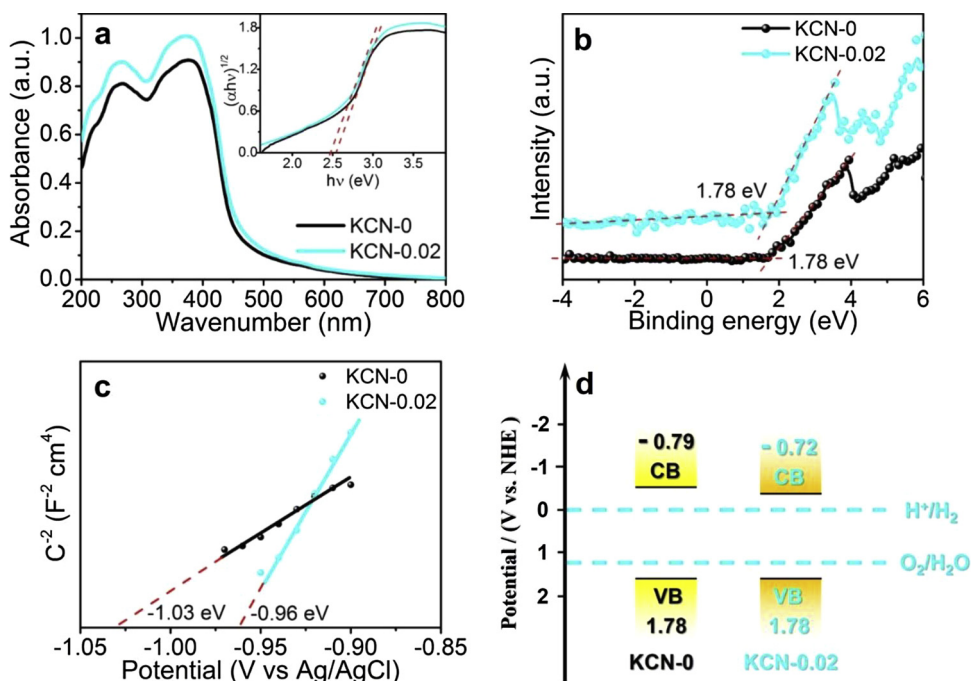 a
KCN-0
KCN-0.02
Absorbance (a.u.)
1.0
0.8
0.6
0.4
0.2
0.0
200 300 400 500 600 700 800
Wavenumber (nm)
(αhν)1/2
1.8
1.2
0.6
0.0
2.0 2.5 3.0 3.5
hν (eV)
b
KCN-0
KCN-0.02
Intensity (a.u.)
1.78 eV
1.78 eV
-4 -2 0 2 4 6
Binding energy (eV)
c
KCN-0
KCN-0.02
C-2 (F-2 cm4)
-1.03 eV
-0.96 eV
-1.05 -1.00 -0.95 -0.90 -0.85
Potential (V vs Ag/AgCl)
d
Potential / (V vs. NHE)
-2
-1
0
1
2
- 0.79
CB
- 0.72
CB
H+/H2
O2/H2O
VB
1.78
KCN-0
VB
1.78
KCN-0.02